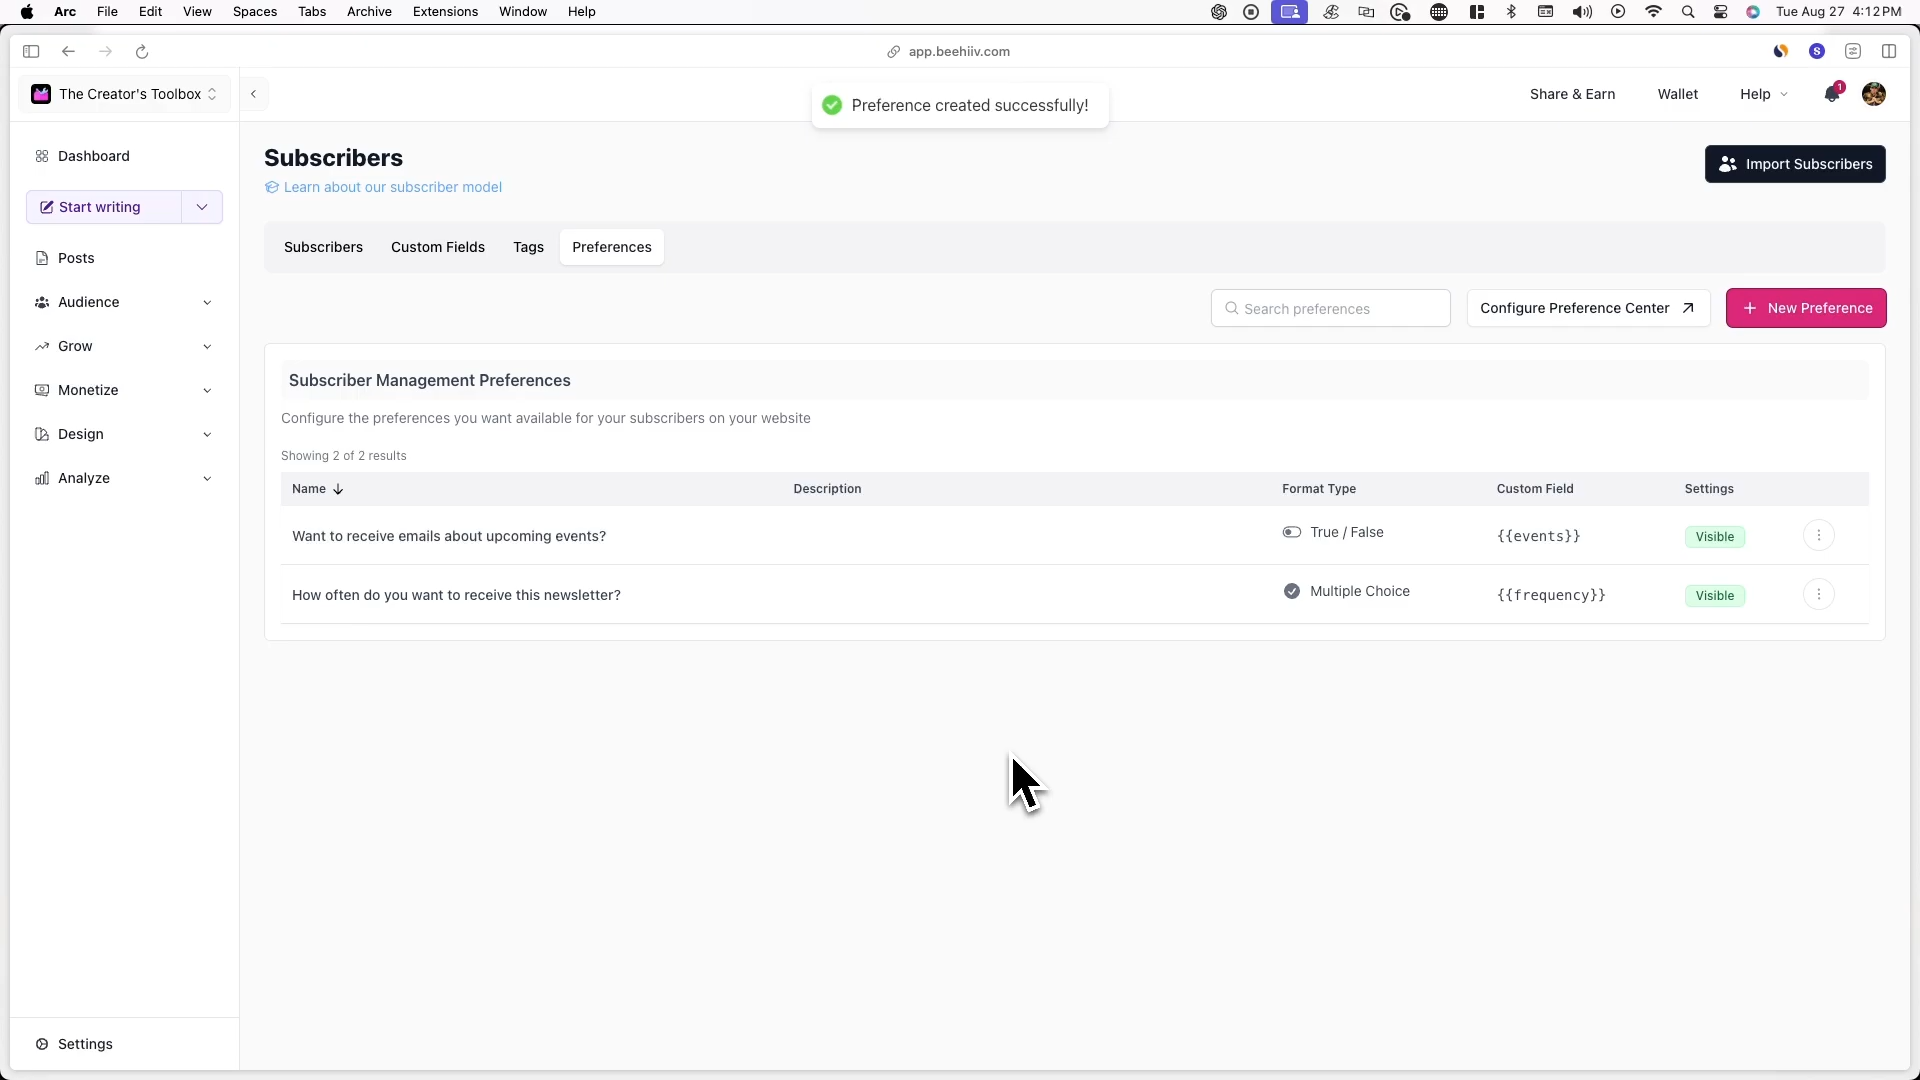 Arc File Edit View Spaces Tabs Archive Extensions Window Help Tue Aug 27 4:12 PM
app.beehiiv.com S
The Creator's Toolbox
Preference created successfully!
Share & Earn Wallet Help 1
Dashboard
Start writing
Posts
Audience
Grow
Monetize
Design
Analyze
Settings
Subscribers
Learn about our subscriber model
Import Subscribers
Subscribers Custom Fields Tags Preferences
Search preferences Configure Preference Center New Preference
Subscriber Management Preferences
Configure the preferences you want available for your subscribers on your website
Showing 2 of 2 results
Name Description Format Type Custom Field Settings
Want to receive emails about upcoming events? True / False {{events}} Visible
How often do you want to receive this newsletter? Multiple Choice {{frequency}} Visible